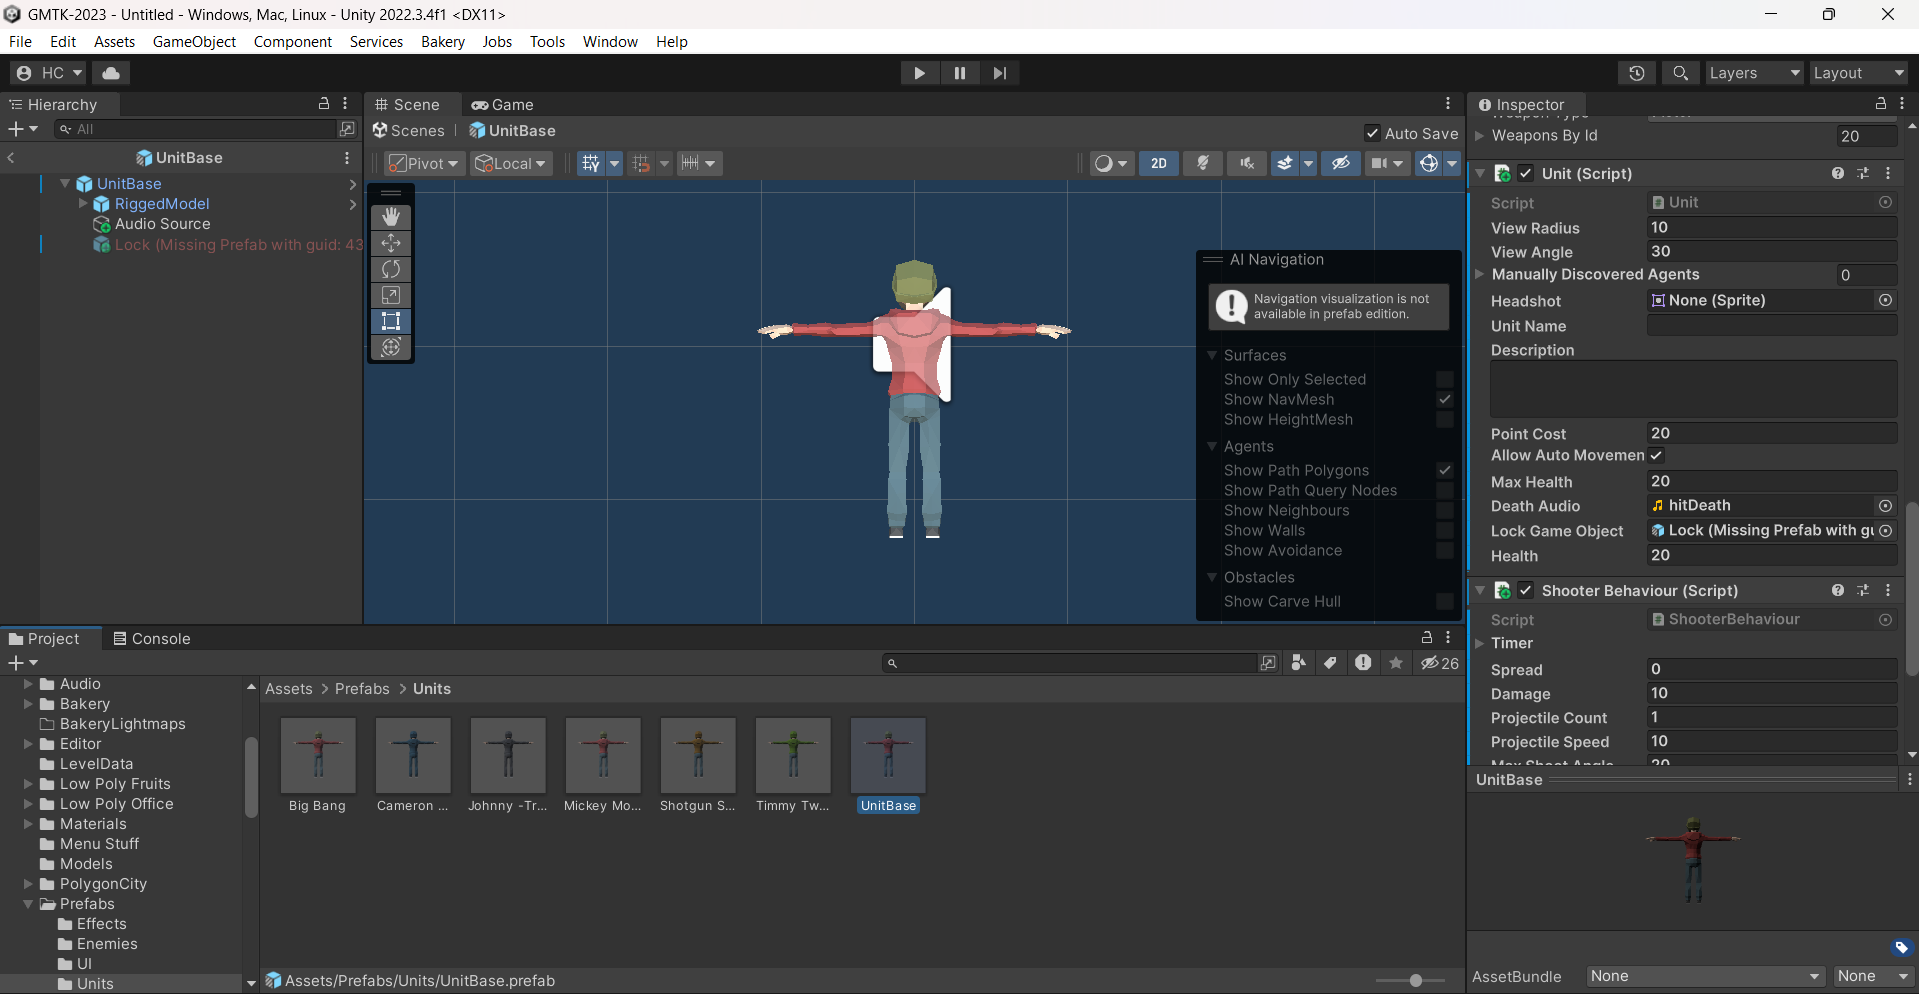 GMTK-2023 - Untitled - Windows, Mac, Linux - Unity 2022.3.4f1 <DX11>
File Edit Assets GameObject Component Services Bakery Jobs Tools Window Help
HC
Layers
Layout
Hierarchy
All
UnitBase
UnitBase
RiggedModel
Audio Source
Lock (Missing Prefab with guid: 43
Scene
Game
Scenes | UnitBase
Auto Save
Pivot
Local
2D
AI Navigation
Navigation visualization is not
available in prefab edition.
Surfaces
Show Only Selected
Show NavMesh
Show HeightMesh
Agents
Show Path Polygons
Show Path Query Nodes
Show Neighbours
Show Walls
Show Avoidance
Obstacles
Show Carve Hull
Inspector
Weapons By Id 20
Unit (Script)
Script Unit
View Radius 10
View Angle 30
Manually Discovered Agents 0
Headshot None (Sprite)
Unit Name
Description
Point Cost 20
Allow Auto Movemen
Max Health 20
Death Audio hitDeath
Lock Game Object Lock (Missing Prefab with gu
Health 20
Shooter Behaviour (Script)
Script ShooterBehaviour
Timer
Spread 0
Damage 10
Projectile Count 1
Projectile Speed 10
Max Shoot Angle 20
UnitBase
AssetBundle None None
Project
Console
26
Audio
Bakery
BakeryLightmaps
Editor
LevelData
Low Poly Fruits
Low Poly Office
Materials
Menu Stuff
Models
PolygonCity
Prefabs
Effects
Enemies
UI
Units
Assets > Prefabs > Units
Big Bang
Cameron ...
Johnny -Tr...
Mickey Mo...
Shotgun S...
Timmy Tw...
UnitBase
Assets/Prefabs/Units/UnitBase.prefab